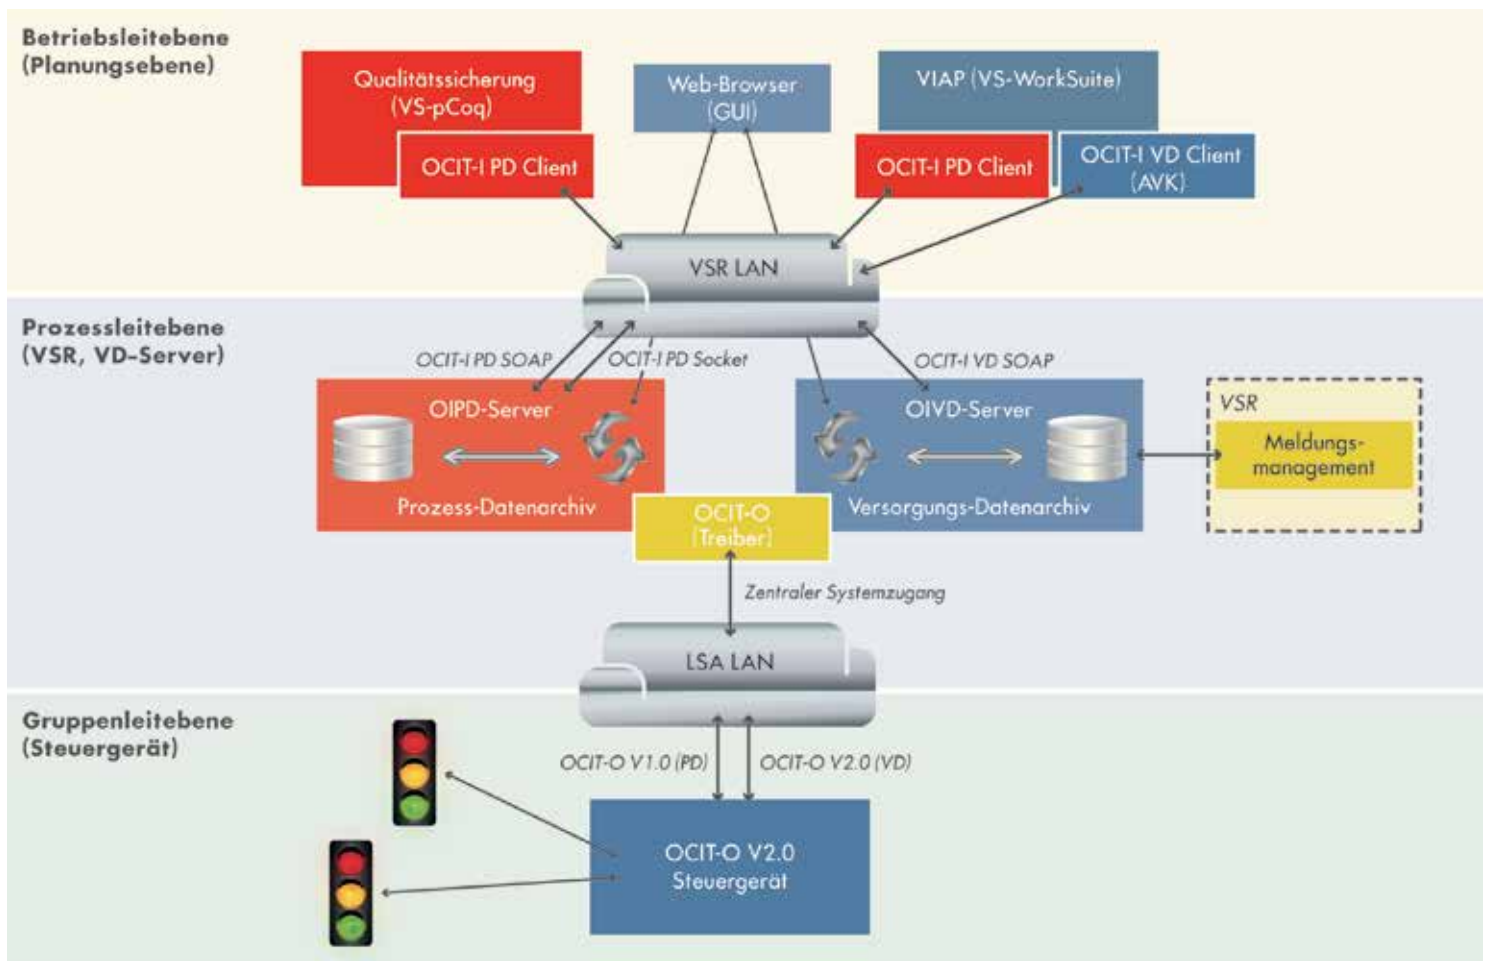 Betriebsleitebene
(Planungsebene)
Qualitätssicherung
(VS-pCoq)
OCIT-I PD Client
Web-Browser
(GUI)
VIAP (VS-WorkSuite)
OCIT-I PD Client
OCIT-I VD Client
(AVK)
VSR LAN
Prozessleitebene
(VSR, VD-Server)
OCIT-I PD SOAP
OCIT-I PD Socket
OCIT-I VD SOAP
OIPD-Server
Prozess-Datenarchiv
OIVD-Server
Versorgungs-Datenarchiv
VSR
Meldungs-
management
OCIT-O
(Treiber)
Zentraler Systemzugang
LSA LAN
Gruppenleitebene
(Steuergerät)
OCIT-O V1.0 (PD)
OCIT-O V2.0 (VD)
OCIT-O V2.0
Steuergerät